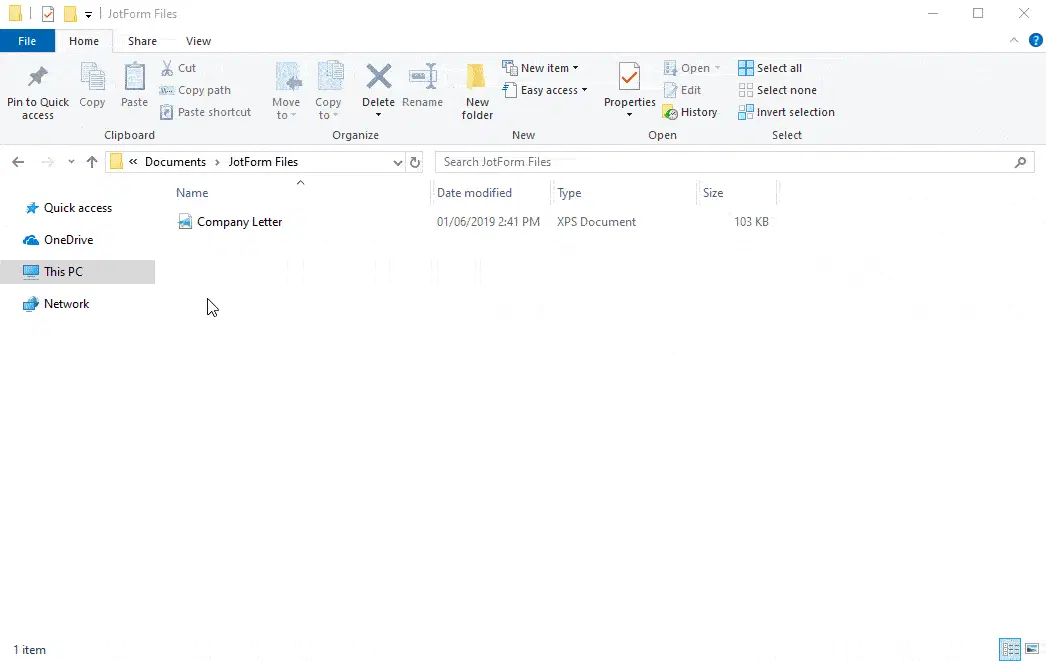 JotForm Files
File Home Share View
Pin to Quick access Copy Paste Cut Copy path Paste shortcut
Clipboard
Move to Copy to Delete Rename
Organize
New folder New item Easy access
New
Properties Open Edit History
Open
Select all Select none Invert selection
Select
« Documents › JotForm Files
Search JotForm Files
Quick access
OneDrive
This PC
Network
Name Date modified Type Size
Company Letter 01/06/2019 2:41 PM XPS Document 103 KB
1 item